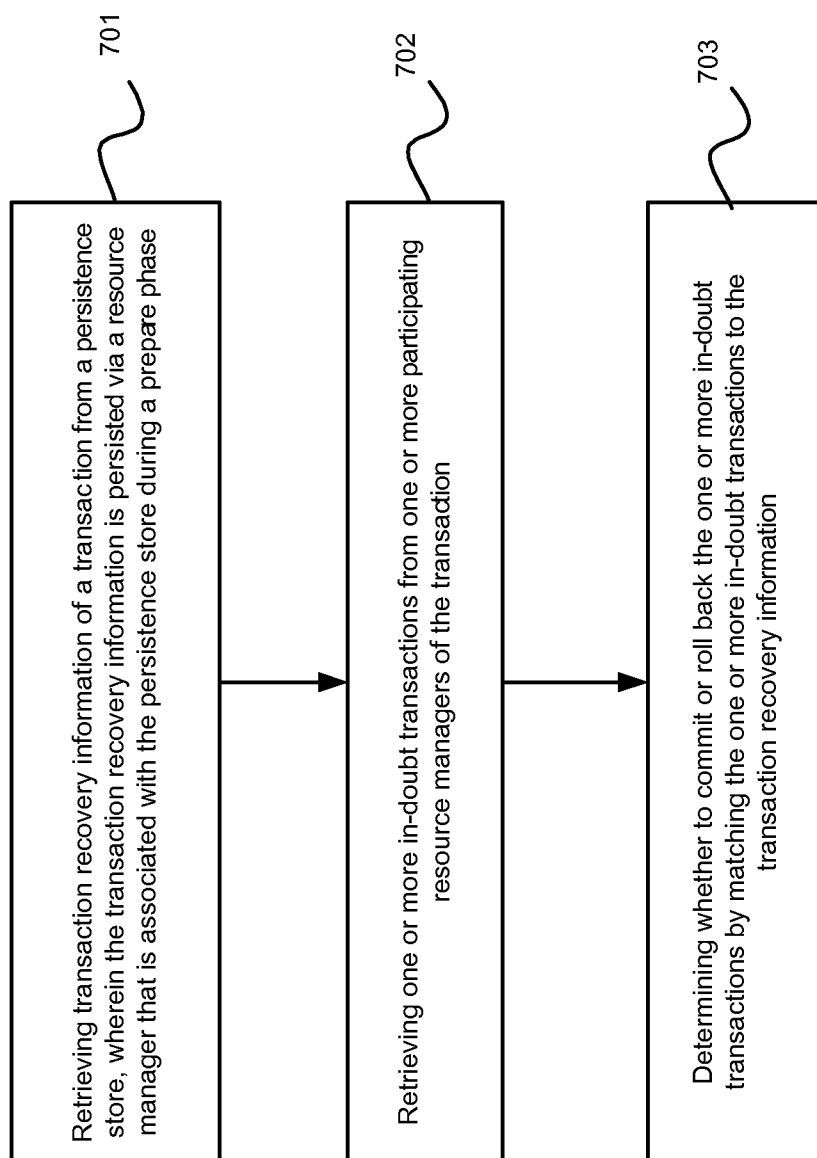 Retrieving transaction recovery information of a transaction from a persistence
store, wherein the transaction recovery information is persisted via a resource
manager that is associated with the persistence store during a prepare phase
701
Retrieving one or more in-doubt transactions from one or more participating
resource managers of the transaction
702
Determining whether to commit or roll back the one or more in-doubt
transactions by matching the one or more in-doubt transactions to the
transaction recovery information
703